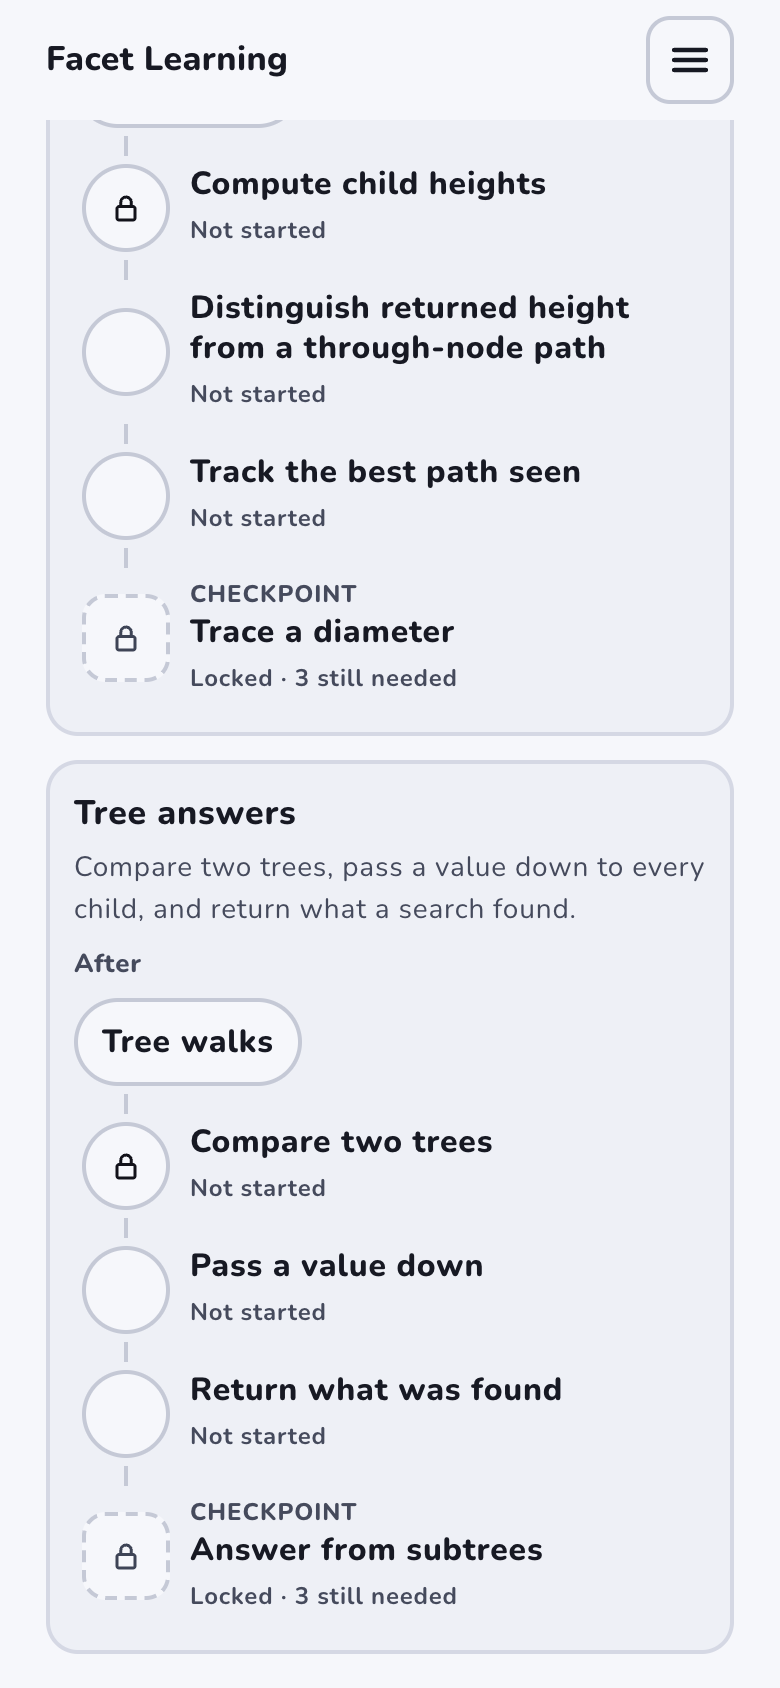 Facet Learning
Compute child heights
Not started
Distinguish returned height
from a through-node path
Not started
Track the best path seen
Not started
CHECKPOINT
Trace a diameter
Locked · 3 still needed
Tree answers
Compare two trees, pass a value down to every
child, and return what a search found.
After
Tree walks
Compare two trees
Not started
Pass a value down
Not started
Return what was found
Not started
CHECKPOINT
Answer from subtrees
Locked · 3 still needed